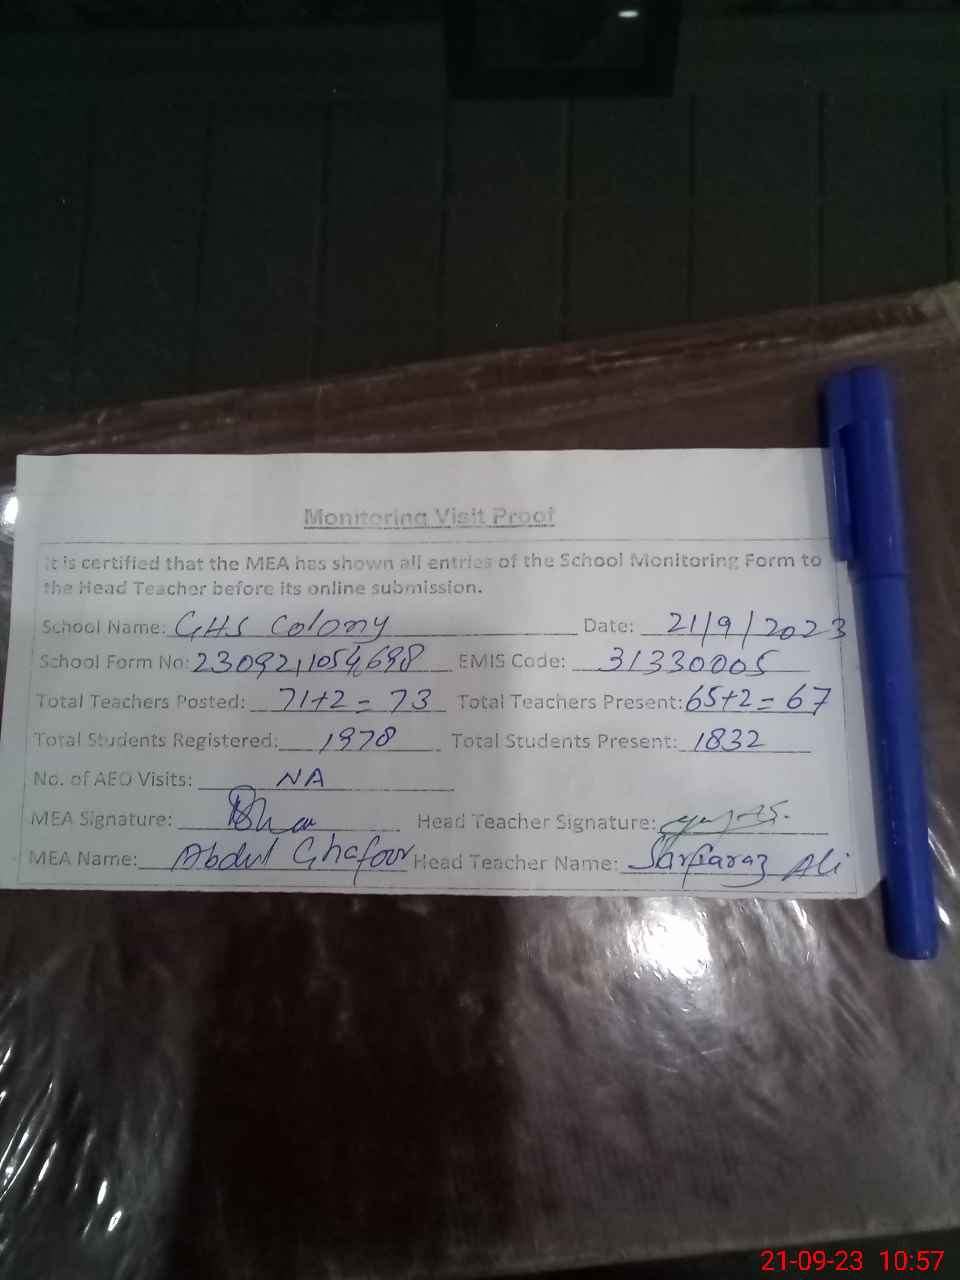 Monitoring Visit Proof
It is certified that the MEA has shown all entries of the School Monitoring Form to
the Head Teacher before its online submission.
School Name: GHS Colony Date: 21/9/2023
School Form No: EMIS Code: 31330005
Total Teachers Posted: 71+2=73 Total Teachers Present: 65+2=67
Total Students Registered: 1978 Total Students Present: 1832
No. of AEO Visits: NA
MEA Signature: Head Teacher Signature:
MEA Name: Abdul Ghafoor Head Teacher Name: Sarfaraz Ali
21-09-23 10:57